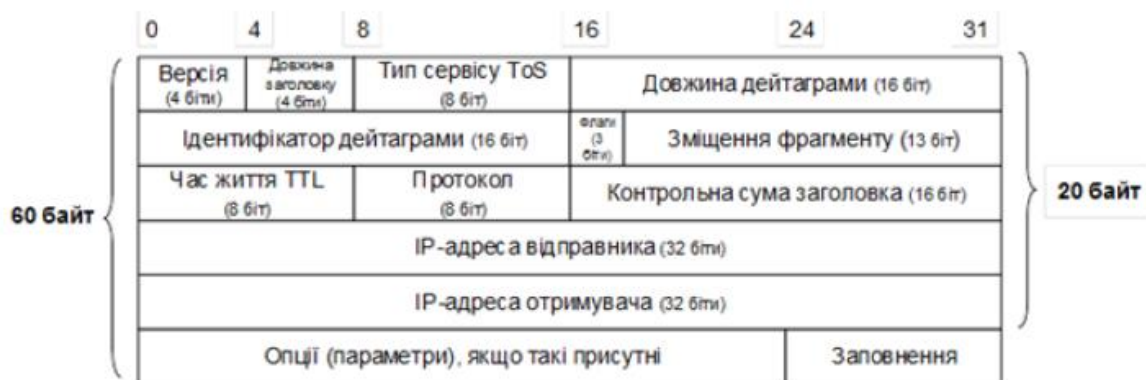 0 4 8 16 24 31
Версія Довжина Тип сервісу ToS Довжина дейтаграми (16 біт)
(4 біти) заголовку (8 біт)
(4 біти)
Ідентифікатор дейтаграми (16 біт) Флаги Зміщення фрагменту (13 біт)
(3
біти)
Час життя TTL Протокол Контрольна сума заголовка (16 біт)
(8 біт) (8 біт)
60 байт 20 байт
IP-адреса відправника (32 біти)
IP-адреса отримувача (32 біти)
Опції (параметри), якщо такі присутні Заповнення